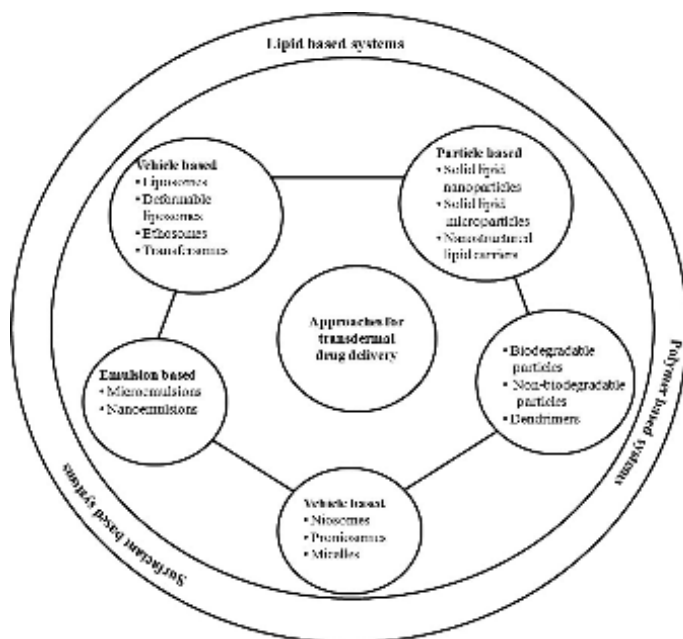 Lipid based systems
Vehicle based
• Liposomes
• Deformable
liposomes
• Ethosomes
• Transfersomes
Particle based
• Solid lipid
nanoparticles
• Solid lipid
microparticles
• Nanostructured
lipid carriers
Approaches for
transdermal
drug delivery
Emulsion based
• Microemulsions
• Nanoemulsions
• Biodegradable
particles
• Non-biodegradable
particles
• Dendrimers
Vehicle based
• Niosomes
• Proniosomes
• Micelles
Surfactant based systems
Polymer based systems